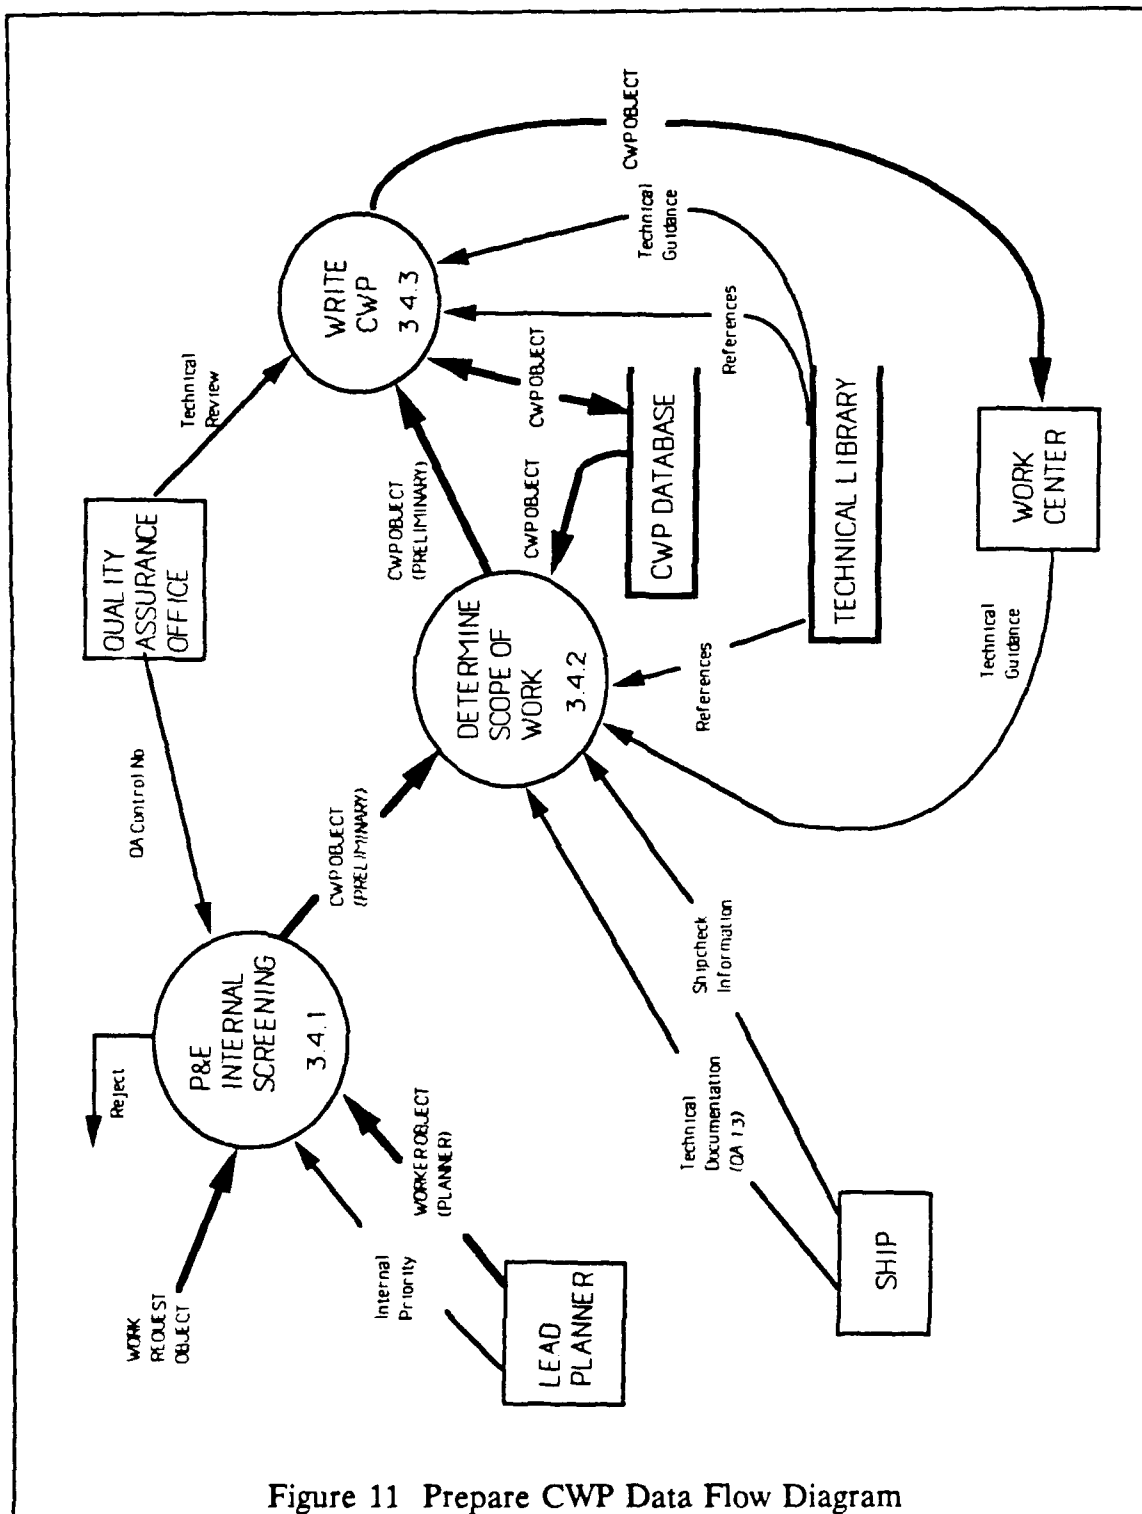 WORK
REQUEST
OBJECT
Reject
P&E
INTERNAL
SCREENING
3.4.1
QA Control No
QUALITY
ASSURANCE
OFFICE
Technical
Review
Internal
Priority
WORKER OBJECT
(PLANNER)
LEAD
PLANNER
CWP OBJECT
(PRELIMINARY)
DETERMINE
SCOPE OF
WORK
3.4.2
CWP OBJECT
(PRELIMINARY)
WRITE
CWP
3 4.3
CWP OBJECT
CWP OBJECT
CWP DATABASE
CWP OBJECT
Technical
Guidance
References
References
TECHNICAL LIBRARY
Technical
Documentation
(QA 13)
Shipcheck
Information
SHIP
Technical
Guidance
WORK
CENTER
Figure 11 Prepare CWP Data Flow Diagram